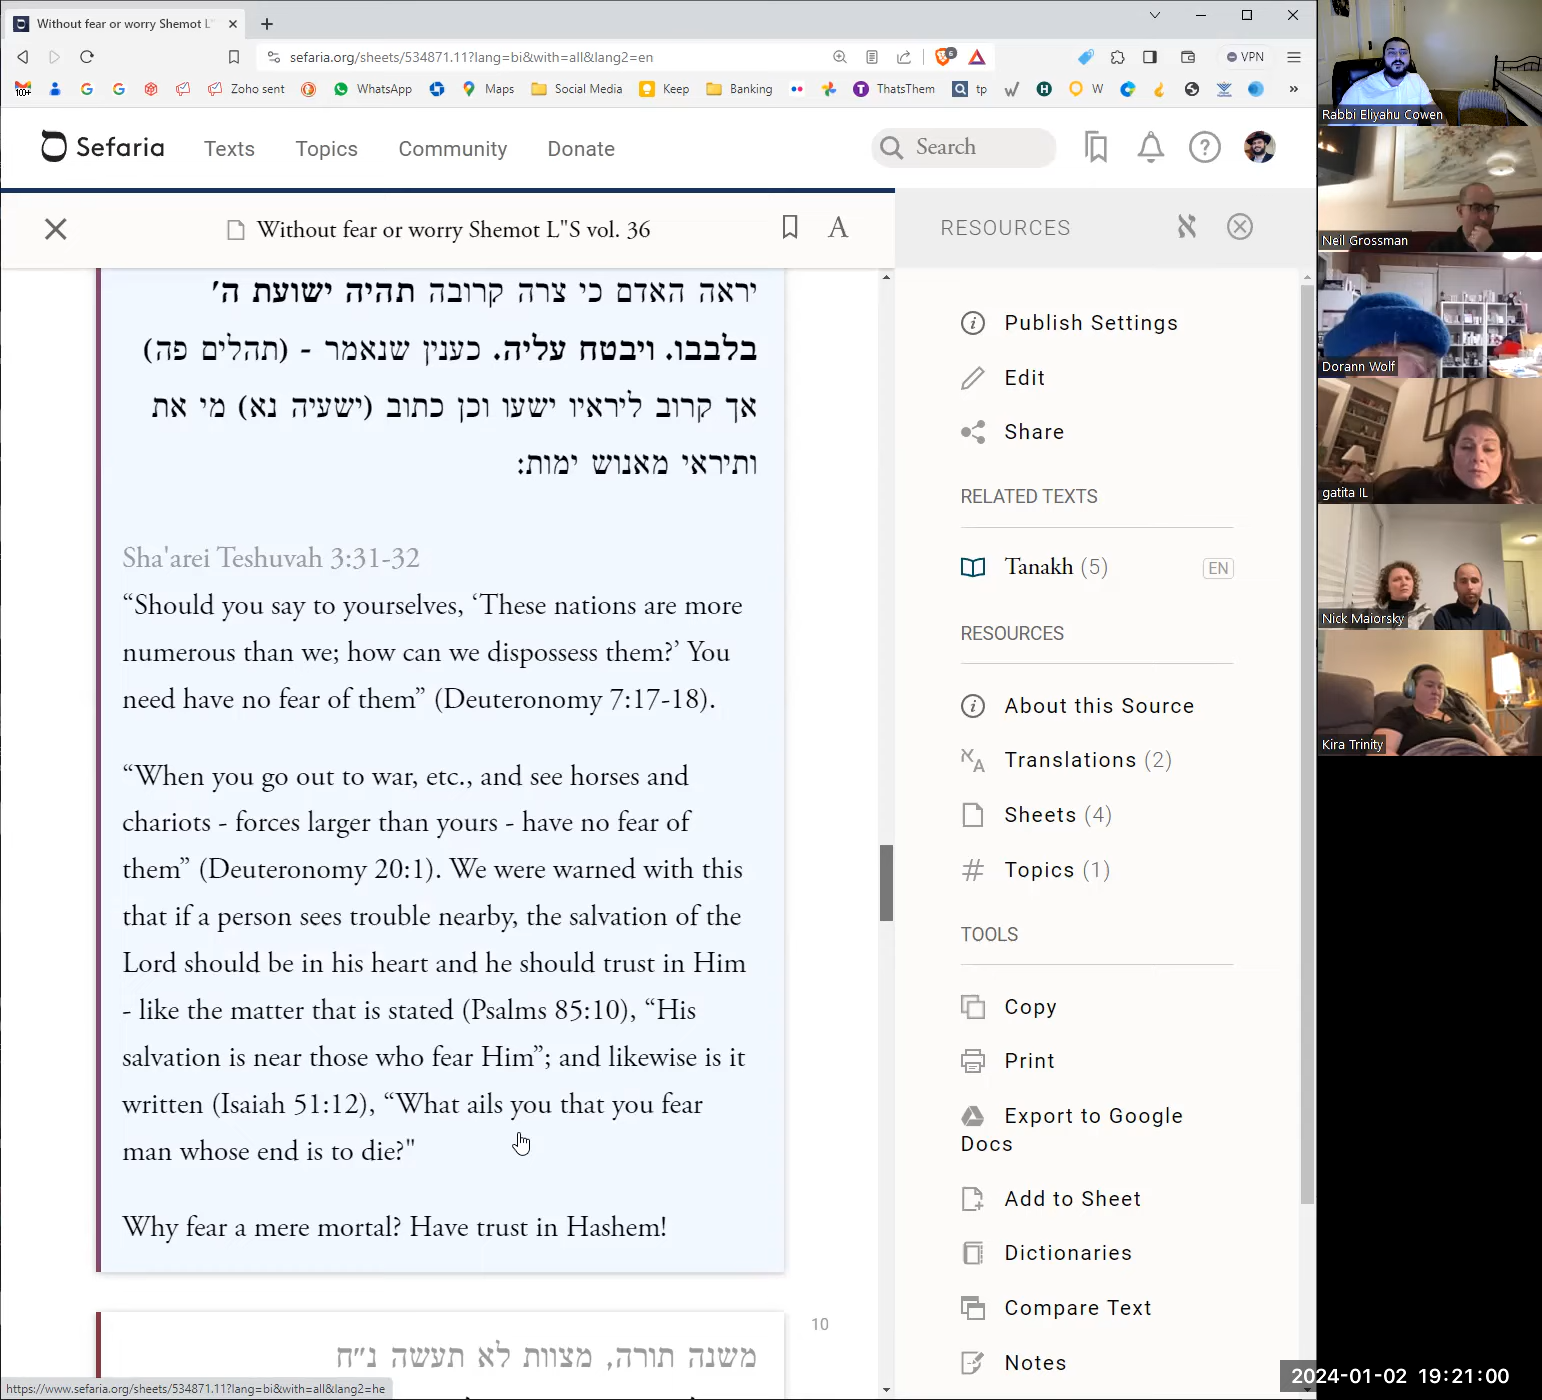 Without fear or worry Shemot L"
sefaria.org/sheets/534871.11?lang=bi&with=all&lang2=en
6
VPN
100+
Zoho sent
WhatsApp
Maps
Social Media
Keep
Banking
ThatsThem
tp
W
»
Sefaria
Texts
Topics
Community
Donate
Search
Without fear or worry Shemot L"S vol. 36
A
RESOURCES
יראה האדם כי צרה קרובה תהיה ישועת ה'
בלבבו. ויבטח עליה. כענין שנאמר - (תהלים פה)
אך קרוב ליראיו ישעו וכן כתוב (ישעיה נא) מי את
ותיראי מאנוש ימות:
Sha'arei Teshuvah 3:31-32
“Should you say to yourselves, ‘These nations are more
numerous than we; how can we dispossess them?’ You
need have no fear of them” (Deuteronomy 7:17-18).
“When you go out to war, etc., and see horses and
chariots - forces larger than yours - have no fear of
them” (Deuteronomy 20:1). We were warned with this
that if a person sees trouble nearby, the salvation of the
Lord should be in his heart and he should trust in Him
- like the matter that is stated (Psalms 85:10), “His
salvation is near those who fear Him”; and likewise is it
written (Isaiah 51:12), “What ails you that you fear
man whose end is to die?"
Why fear a mere mortal? Have trust in Hashem!
10
משנה תורה, מצוות לא תעשה נ״ח
https://www.sefaria.org/sheets/534871.11?lang=bi&with=all&lang2=he
Publish Settings
Edit
Share
RELATED TEXTS
Tanakh (5)
EN
RESOURCES
About this Source
Translations (2)
Sheets (4)
Topics (1)
TOOLS
Copy
Print
Export to Google
Docs
Add to Sheet
Dictionaries
Compare Text
Notes
Rabbi Eliyahu Cowen
Neil Grossman
Dorann Wolf
gatita IL
Nick Maiorsky
Kira Trinity
2024-01-02 19:21:00